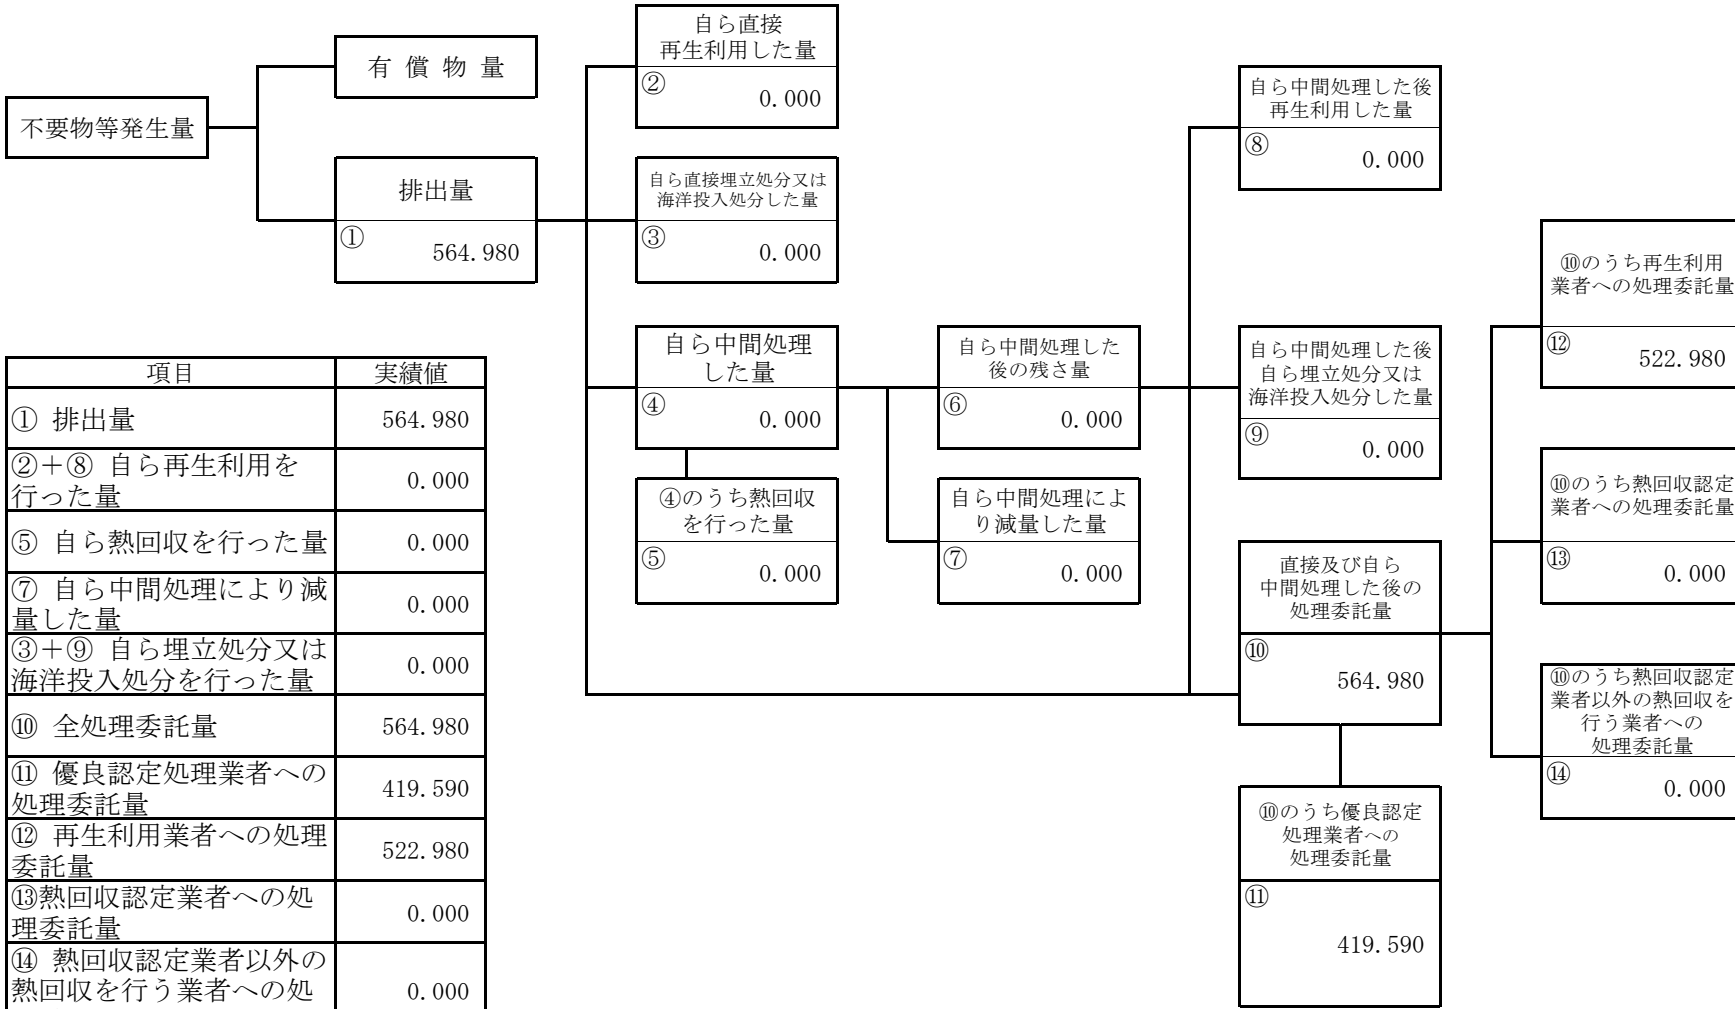 不要物等発生量
有 償 物 量
排出量
①
564.980
自ら直接
再生利用した量
②
0.000
自ら直接埋立処分又は
海洋投入処分した量
③
0.000
自ら中間処理
した量
④
0.000
④のうち熱回収
を行った量
⑤
0.000
自ら中間処理した
後の残さ量
⑥
0.000
自ら中間処理によ
り減量した量
⑦
0.000
自ら中間処理した後
再生利用した量
⑧
0.000
自ら中間処理した後
自ら埋立処分又は
海洋投入処分した量
⑨
0.000
直接及び自ら
中間処理した後の
処理委託量
⑩
564.980
⑩のうち優良認定
処理業者への
処理委託量
⑪
419.590
⑩のうち再生利用
業者への処理委託量
⑫
522.980
⑩のうち熱回収認定
業者への処理委託量
⑬
0.000
⑩のうち熱回収認定
業者以外の熱回収を
行う業者への
処理委託量
⑭
0.000
項目 実績値
① 排出量 564.980
②＋⑧ 自ら再生利用を
行った量 0.000
⑤ 自ら熱回収を行った量 0.000
⑦ 自ら中間処理により減
量した量 0.000
③＋⑨ 自ら埋立処分又は
海洋投入処分を行った量 0.000
⑩ 全処理委託量 564.980
⑪ 優良認定処理業者への
処理委託量 419.590
⑫ 再生利用業者への処理
委託量 522.980
⑬熱回収認定業者への処
理委託量 0.000
⑭ 熱回収認定業者以外の
熱回収を行う業者への処 0.000